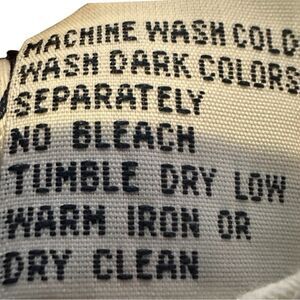 MACHINE WASH COLD
WASH DARK COLORS
SEPARATELY
NO BLEACH
TUMBLE DRY LOW
WARM IRON OR
DRY CLEAN